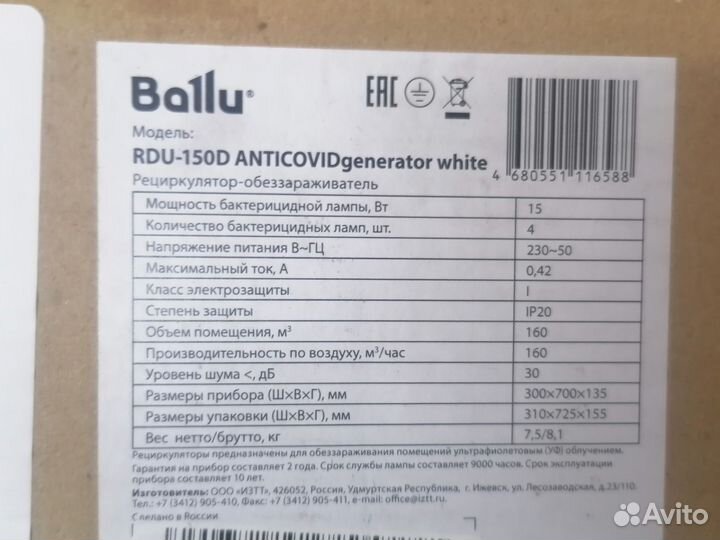 Ballu®
EAC
Модель:
RDU-150D ANTICOVIDgenerator white
4 680551 116588
Рециркулятор-обеззараживатель
Мощность бактерицидной лампы, Вт 15
Количество бактерицидных ламп, шт. 4
Напряжение питания В~ГЦ 230~50
Максимальный ток, А 0,42
Класс электрозащиты I
Степень защиты IP20
Объем помещения, м³ 160
Производительность по воздуху, м³/час 160
Уровень шума <, дБ 30
Размеры прибора (Ш×В×Г), мм 300×700×135
Размеры упаковки (Ш×В×Г), мм 310×725×155
Вес нетто/брутто, кг 7,5/8,1
Рециркуляторы предназначены для обеззараживания помещений ультрафиолетовым (УФ) облучением.
Гарантия на прибор составляет 2 года. Срок службы лампы составляет 9000 часов. Срок эксплуатации
прибора составляет 10 лет.
Изготовитель: ООО «ИЗТТ», 426052, Россия, Удмуртская Республика, г. Ижевск, ул. Лесозаводская, д.23/110.
Тел.: +7 (3412) 905-410, Факс: +7 (3412) 905-411, e-mail: office@iztt.ru
Сделано в России
Avito